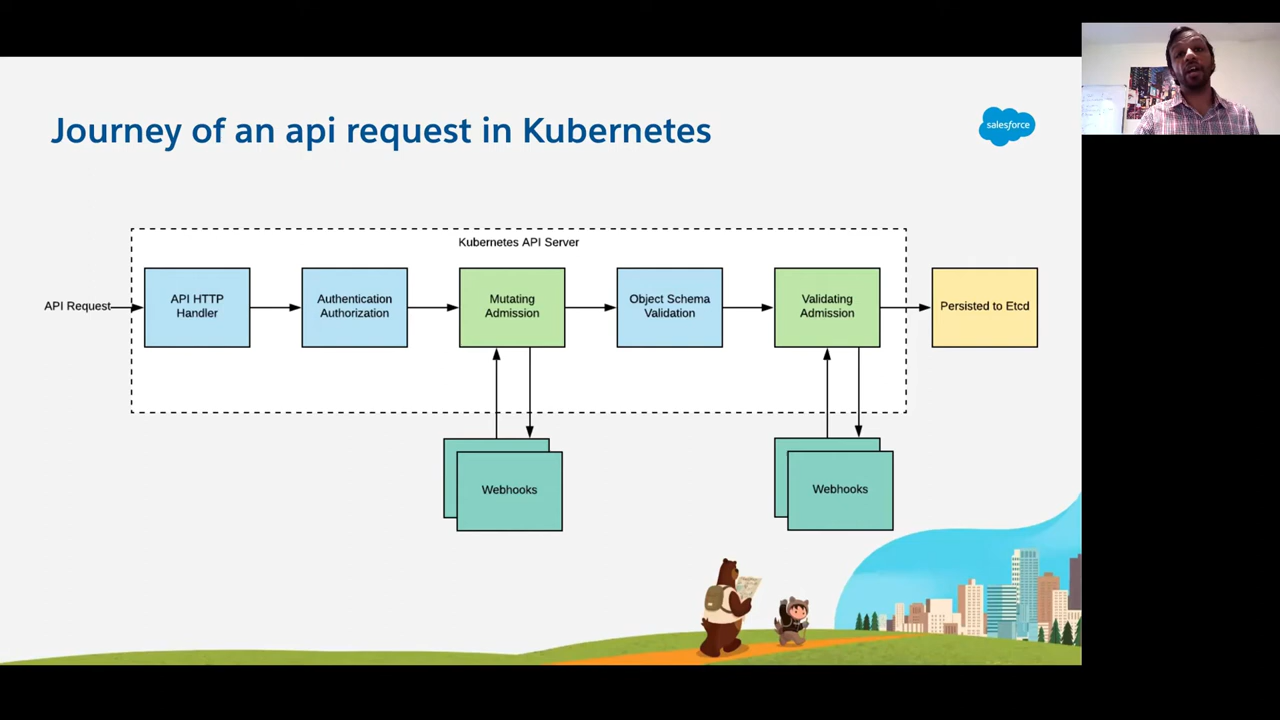 Journey of an api request in Kubernetes
salesforce
Kubernetes API Server
API Request
API HTTP
Handler
Authentication
Authorization
Mutating
Admission
Object Schema
Validation
Validating
Admission
Persisted to Etcd
Webhooks
Webhooks